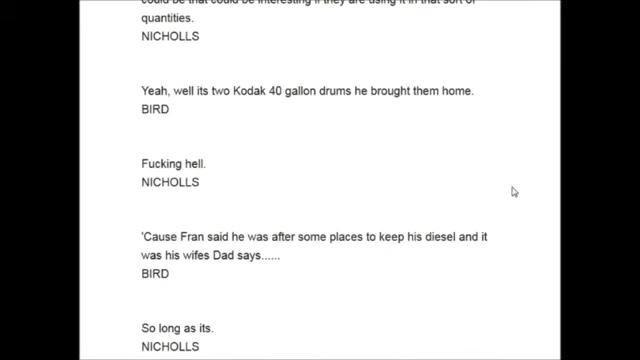 could be that could be interesting if they are using it in that sort of
quantities.
NICHOLLS
Yeah, well its two Kodak 40 gallon drums he brought them home.
BIRD
Fucking hell.
NICHOLLS
'Cause Fran said he was after some places to keep his diesel and it
was his wifes Dad says......
BIRD
So long as its.
NICHOLLS